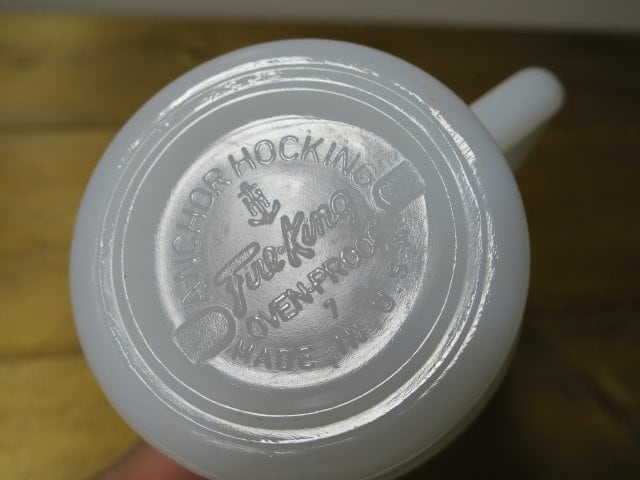 ANCHOR HOCKING
Fire-King
OVEN-PROOF
7
MADE IN U.S.A.